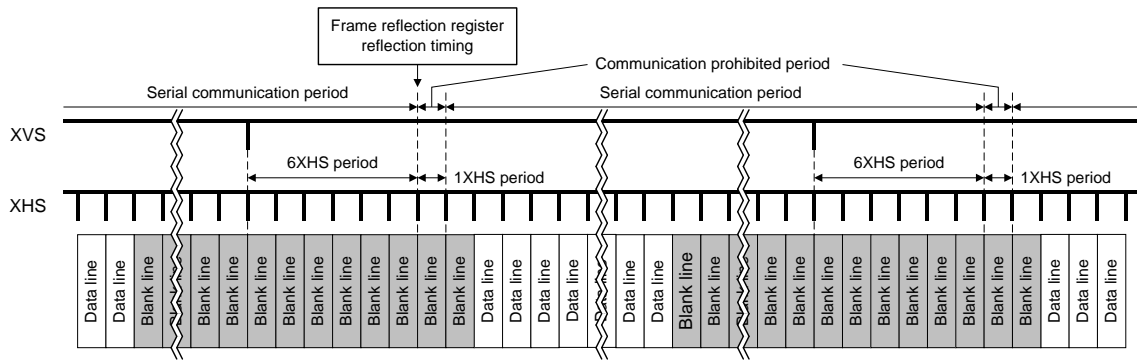 Frame reflection register
reflection timing
Communication prohibited period
Serial communication period
Serial communication period
XVS
6XHS period
1XHS period
6XHS period
1XHS period
XHS
Data line
Data line
Blank line
Blank line
Blank line
Blank line
Blank line
Blank line
Blank line
Blank line
Blank line
Blank line
Blank line
Data line
Data line
Data line
Data line
Data line
Data line
Blank line
Blank line
Blank line
Blank line
Blank line
Blank line
Blank line
Blank line
Blank line
Blank line
Blank line
Blank line
Data line
Data line
Data line